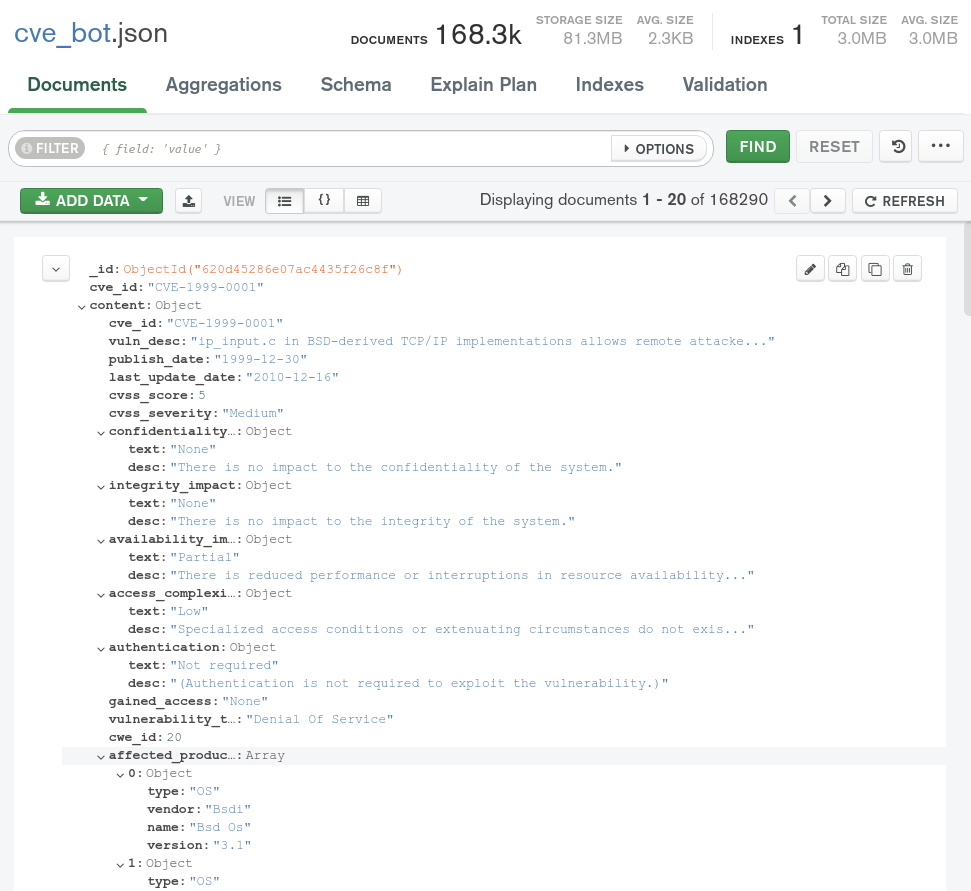 cve_bot.json
DOCUMENTS 168.3k STORAGE SIZE 81.3MB AVG. SIZE 2.3KB INDEXES 1 TOTAL SIZE 3.0MB AVG. SIZE 3.0MB
Documents Aggregations Schema Explain Plan Indexes Validation
FILTER { field: 'value' } OPTIONS FIND RESET ...
ADD DATA VIEW {} Displaying documents 1 - 20 of 168290 < > REFRESH
_id: ObjectId("620d45286e07ac4435f26c8f")
cve_id: "CVE-1999-0001"
content: Object
cve_id: "CVE-1999-0001"
vuln_desc: "ip_input.c in BSD-derived TCP/IP implementations allows remote attacke..."
publish_date: "1999-12-30"
last_update_date: "2010-12-16"
cvss_score: 5
cvss_severity: "Medium"
confidentiality…: Object
text: "None"
desc: "There is no impact to the confidentiality of the system."
integrity_impact: Object
text: "None"
desc: "There is no impact to the integrity of the system."
availability_im…: Object
text: "Partial"
desc: "There is reduced performance or interruptions in resource availability..."
access_complexi…: Object
text: "Low"
desc: "Specialized access conditions or extenuating circumstances do not exis..."
authentication: Object
text: "Not required"
desc: "(Authentication is not required to exploit the vulnerability.)"
gained_access: "None"
vulnerability_t…: "Denial Of Service"
cwe_id: 20
affected_produc…: Array
0: Object
type: "OS"
vendor: "Bsdi"
name: "Bsd Os"
version: "3.1"
1: Object
type: "OS"